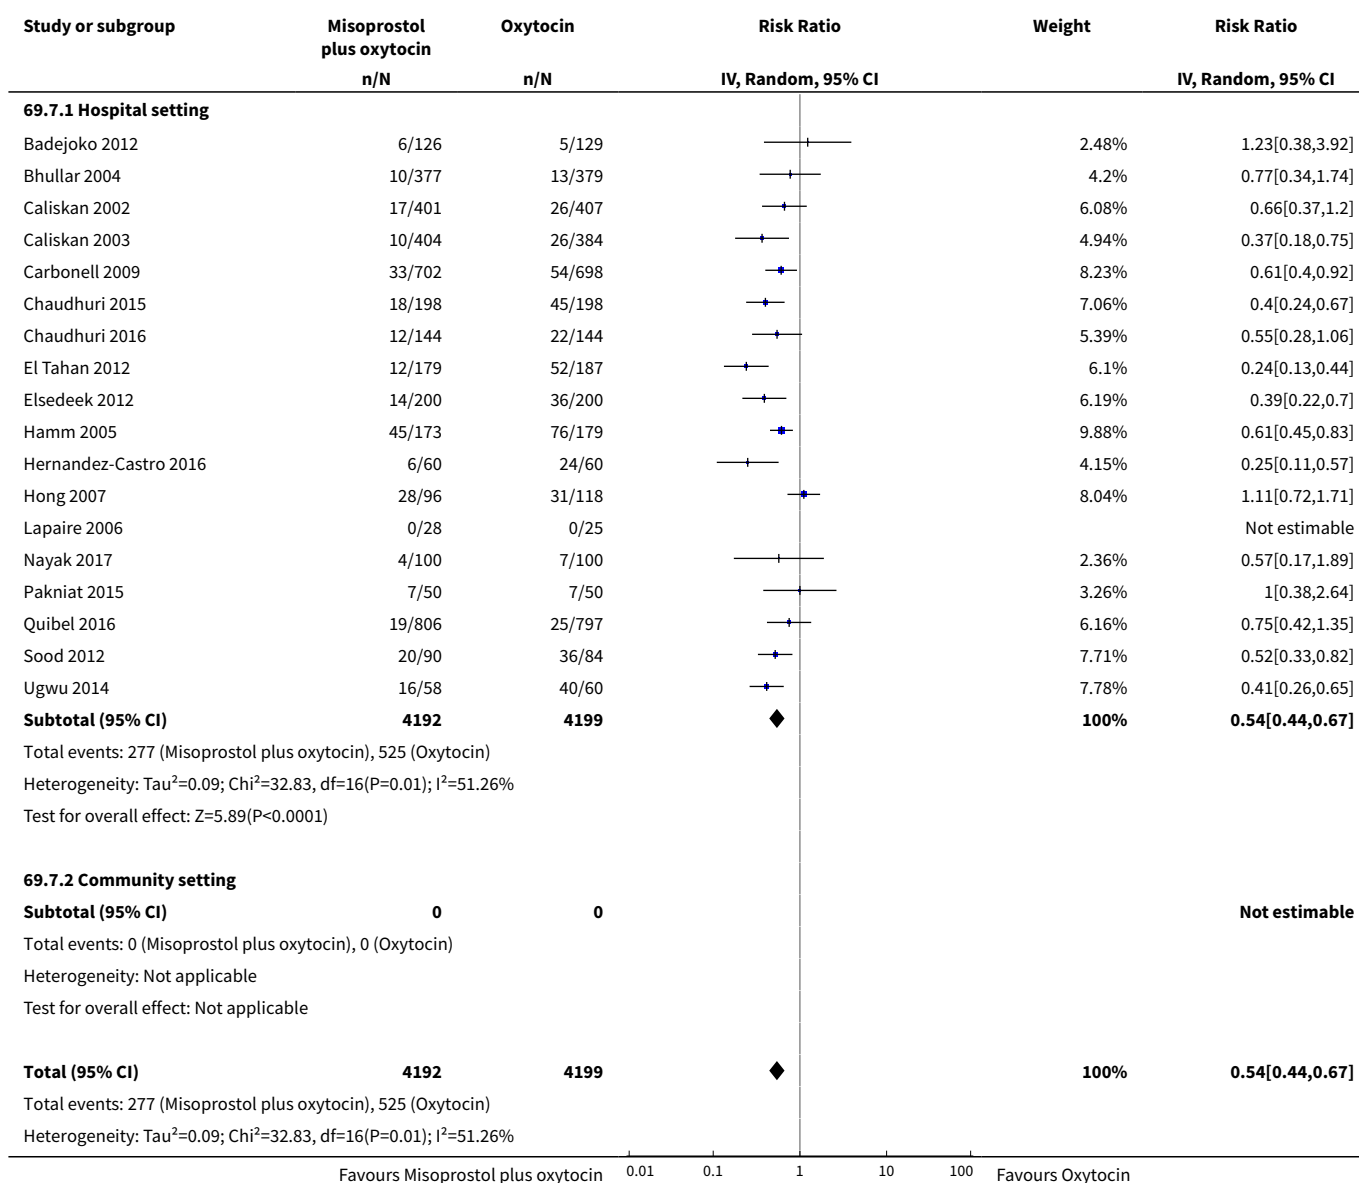 Study or subgroup Misoprostol plus oxytocin Oxytocin Risk Ratio Weight Risk Ratio
n/N n/N IV, Random, 95% CI IV, Random, 95% CI
69.7.1 Hospital setting
Badejoko 2012 6/126 5/129 2.48% 1.23[0.38,3.92]
Bhullar 2004 10/377 13/379 4.2% 0.77[0.34,1.74]
Caliskan 2002 17/401 26/407 6.08% 0.66[0.37,1.2]
Caliskan 2003 10/404 26/384 4.94% 0.37[0.18,0.75]
Carbonell 2009 33/702 54/698 8.23% 0.61[0.4,0.92]
Chaudhuri 2015 18/198 45/198 7.06% 0.4[0.24,0.67]
Chaudhuri 2016 12/144 22/144 5.39% 0.55[0.28,1.06]
El Tahan 2012 12/179 52/187 6.1% 0.24[0.13,0.44]
Elsedeek 2012 14/200 36/200 6.19% 0.39[0.22,0.7]
Hamm 2005 45/173 76/179 9.88% 0.61[0.45,0.83]
Hernandez-Castro 2016 6/60 24/60 4.15% 0.25[0.11,0.57]
Hong 2007 28/96 31/118 8.04% 1.11[0.72,1.71]
Lapaire 2006 0/28 0/25 Not estimable
Nayak 2017 4/100 7/100 2.36% 0.57[0.17,1.89]
Pakniat 2015 7/50 7/50 3.26% 1[0.38,2.64]
Quibel 2016 19/806 25/797 6.16% 0.75[0.42,1.35]
Sood 2012 20/90 36/84 7.71% 0.52[0.33,0.82]
Ugwu 2014 16/58 40/60 7.78% 0.41[0.26,0.65]
Subtotal (95% CI) 4192 4199 100% 0.54[0.44,0.67]
Total events: 277 (Misoprostol plus oxytocin), 525 (Oxytocin)
Heterogeneity: Tau²=0.09; Chi²=32.83, df=16(P=0.01); I²=51.26%
Test for overall effect: Z=5.89(P<0.0001)
69.7.2 Community setting
Subtotal (95% CI) 0 0 Not estimable
Total events: 0 (Misoprostol plus oxytocin), 0 (Oxytocin)
Heterogeneity: Not applicable
Test for overall effect: Not applicable
Total (95% CI) 4192 4199 100% 0.54[0.44,0.67]
Total events: 277 (Misoprostol plus oxytocin), 525 (Oxytocin)
Heterogeneity: Tau²=0.09; Chi²=32.83, df=16(P=0.01); I²=51.26%
Favours Misoprostol plus oxytocin 0.01 0.1 1 10 100 Favours Oxytocin